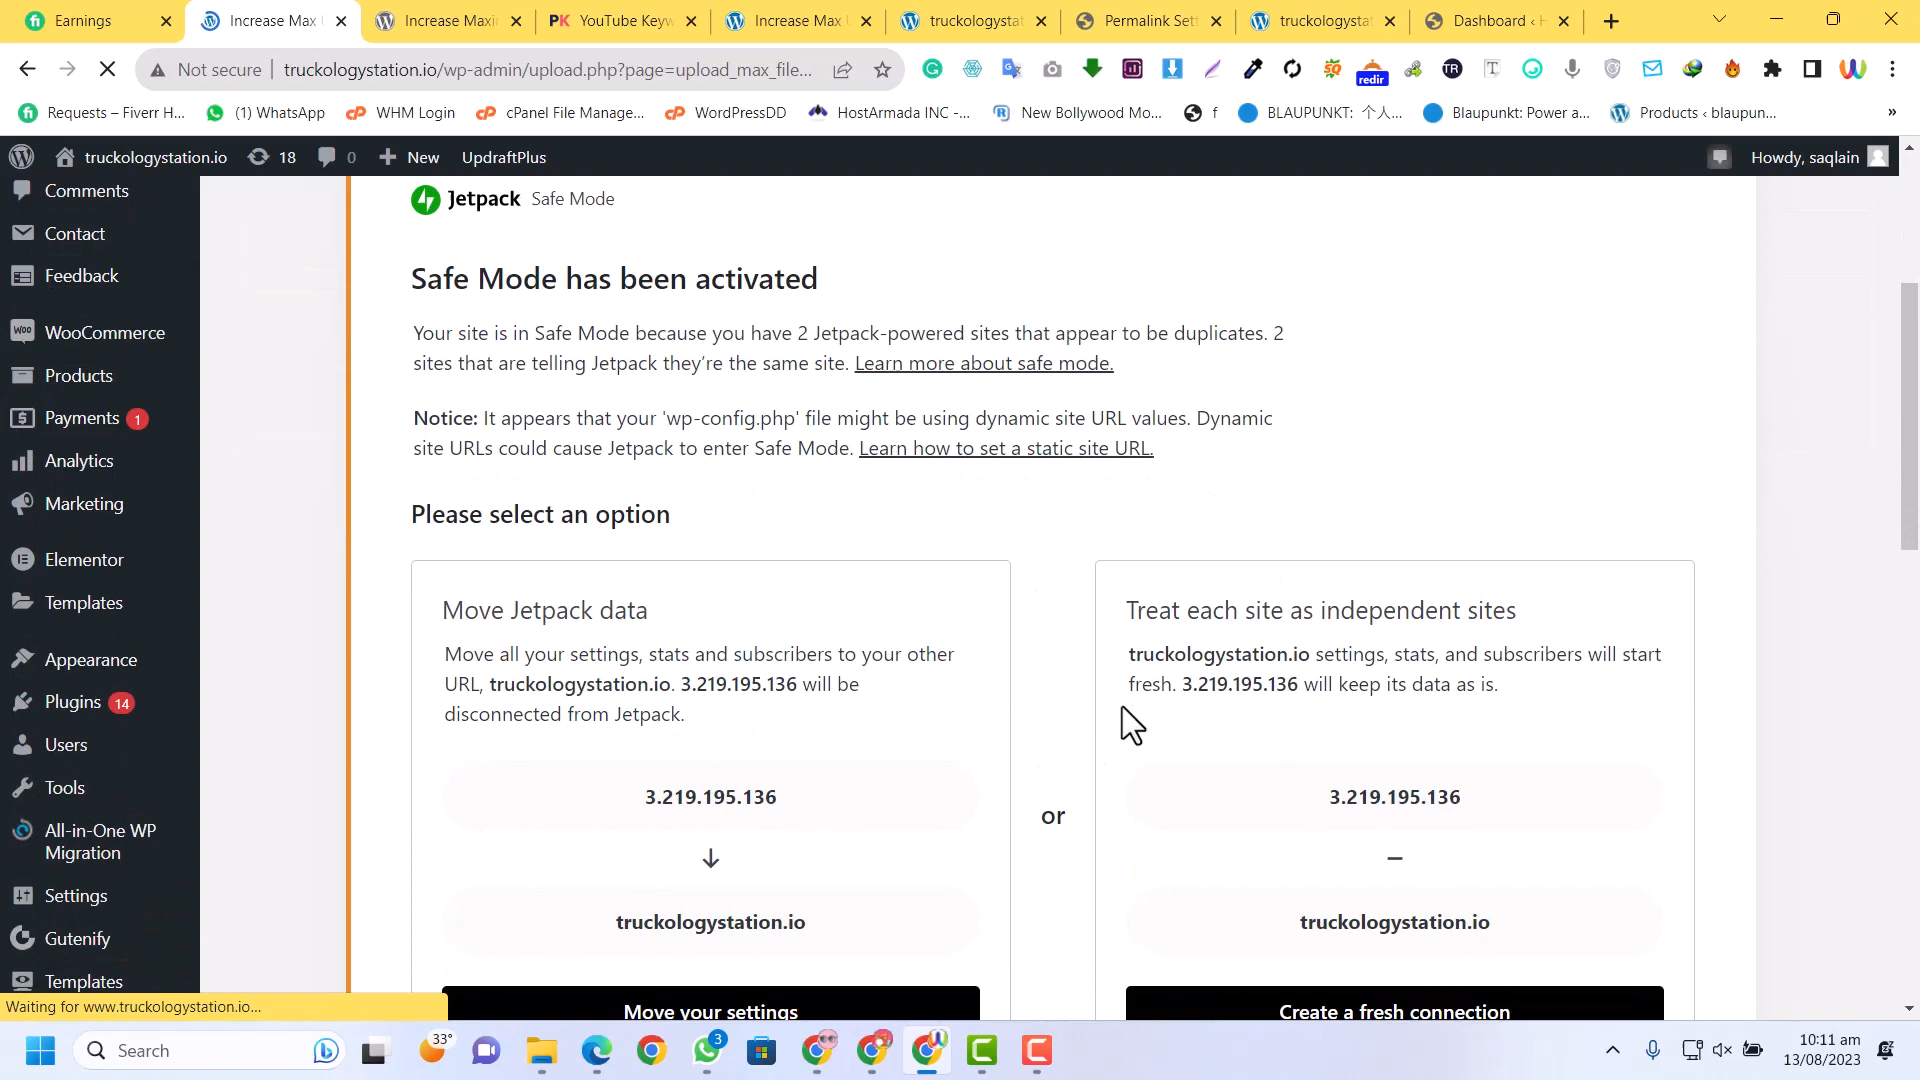 Earnings
Increase Max
Increase Maxi
PK YouTube Keyw
Increase Max
truckologystat
Permalink Sett
truckologystat
Dashboard ‹ H
Not secure truckologystation.io/wp-admin/upload.php?page=upload_max_file...
redir
TR
T
Requests – Fiverr H...
(1) WhatsApp
cP WHM Login
cP cPanel File Manage...
cP WordPressDD
HostArmada INC -...
New Bollywood Mo...
f
BLAUPUNKT: 个人...
Blaupunkt: Power a...
Products ‹ blaupun...
»
truckologystation.io
18
0
New
UpdraftPlus
Howdy, saqlain
Comments
Contact
Feedback
Woo WooCommerce
Products
Payments 1
Analytics
Marketing
Elementor
Templates
Appearance
Plugins 14
Users
Tools
All-in-One WP
Migration
Settings
Gutenify
Templates
Jetpack Safe Mode
Safe Mode has been activated
Your site is in Safe Mode because you have 2 Jetpack-powered sites that appear to be duplicates. 2
sites that are telling Jetpack they’re the same site. Learn more about safe mode.
Notice: It appears that your 'wp-config.php' file might be using dynamic site URL values. Dynamic
site URLs could cause Jetpack to enter Safe Mode. Learn how to set a static site URL.
Please select an option
Move Jetpack data
Move all your settings, stats and subscribers to your other
URL, truckologystation.io. 3.219.195.136 will be
disconnected from Jetpack.
3.219.195.136
truckologystation.io
Move your settings
or
Treat each site as independent sites
truckologystation.io settings, stats, and subscribers will start
fresh. 3.219.195.136 will keep its data as is.
3.219.195.136
truckologystation.io
Create a fresh connection
Waiting for www.truckologystation.io...
Search
33°
3
10:11 am
13/08/2023